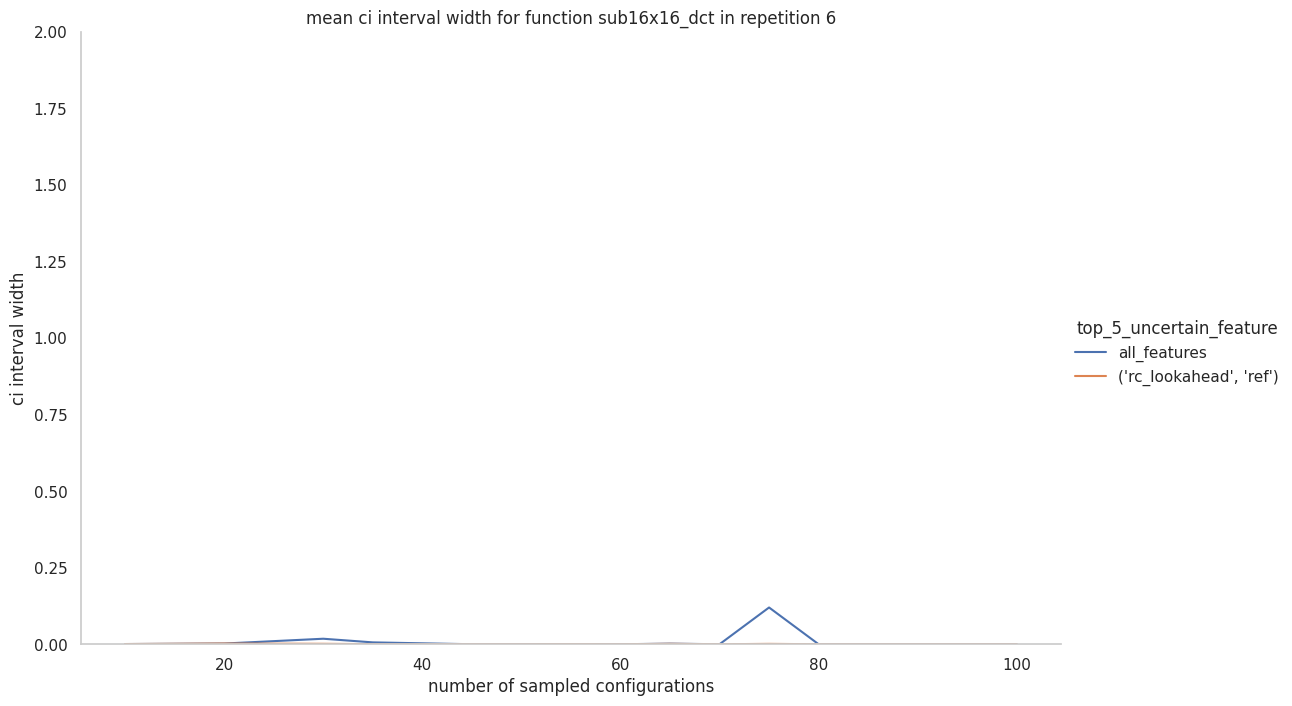 mean ci interval width for function sub16x16_dct in repetition 6
2.00
1.75
1.50
1.25
1.00
0.75
0.50
0.25
0.00
ci interval width
20
40
60
80
100
number of sampled configurations
top_5_uncertain_feature
all_features
('rc_lookahead', 'ref')